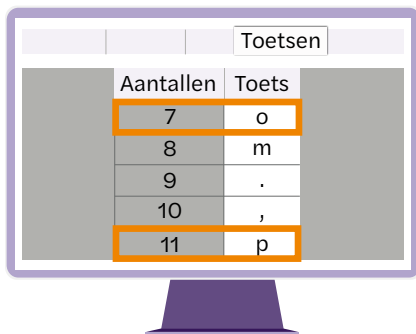 Toetsen
Aantallen Toets
7 o
8 m
9 .
10 ,
11 p